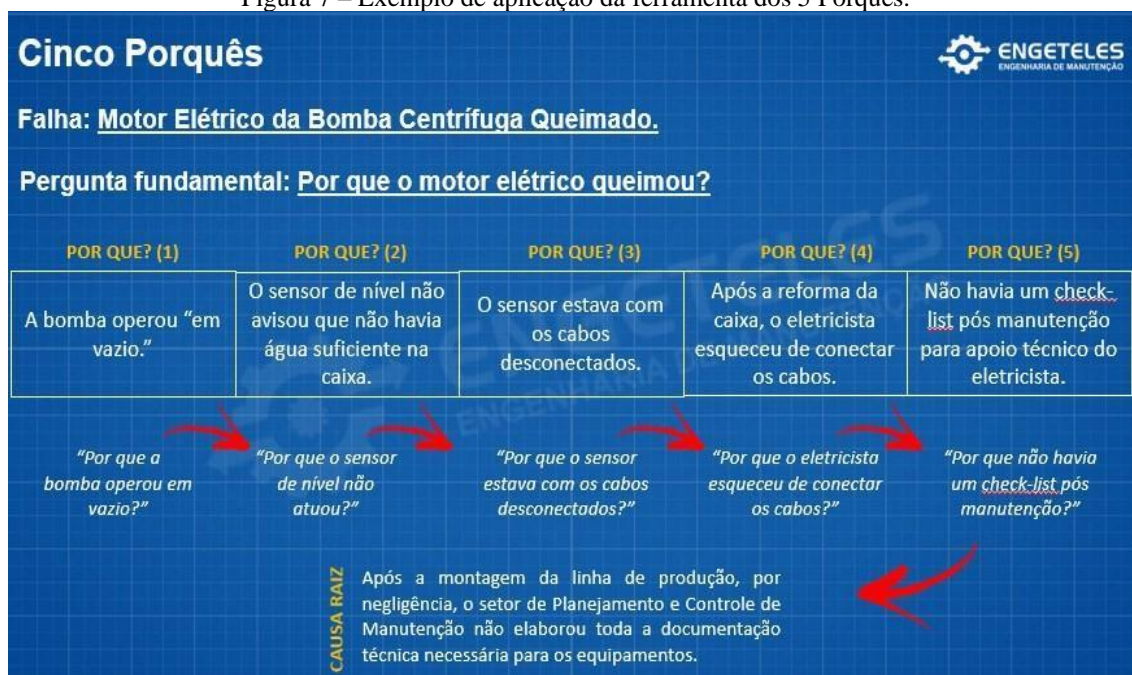 Figura 7 – Exemplo de aplicação da ferramenta dos 5 Porquês.
Cinco Porquês
ENGETELES
ENGENHARIA DE MANUTENÇÃO
Falha: Motor Elétrico da Bomba Centrífuga Queimado.
Pergunta fundamental: Por que o motor elétrico queimou?
POR QUE? (1)
A bomba operou “em
vazio.”
POR QUE? (2)
O sensor de nível não
avisou que não havia
água suficiente na
caixa.
POR QUE? (3)
O sensor estava com
os cabos
desconectados.
POR QUE? (4)
Após a reforma da
caixa, o eletricista
esqueceu de conectar
os cabos.
POR QUE? (5)
Não havia um check-
list pós manutenção
para apoio técnico do
eletricista.
“Por que a
bomba operou em
vazio?”
“Por que o sensor
de nível não
atuou?”
“Por que o sensor
estava com os cabos
desconectados?”
“Por que o eletricista
esqueceu de conectar
os cabos?”
“Por que não havia
um check-list pós
manutenção?”
CAUSA RAIZ
Após a montagem da linha de produção, por
negligência, o setor de Planejamento e Controle de
Manutenção não elaborou toda a documentação
técnica necessária para os equipamentos.
ENGETELES
ENGENHARIA DE MANUTENÇÃO